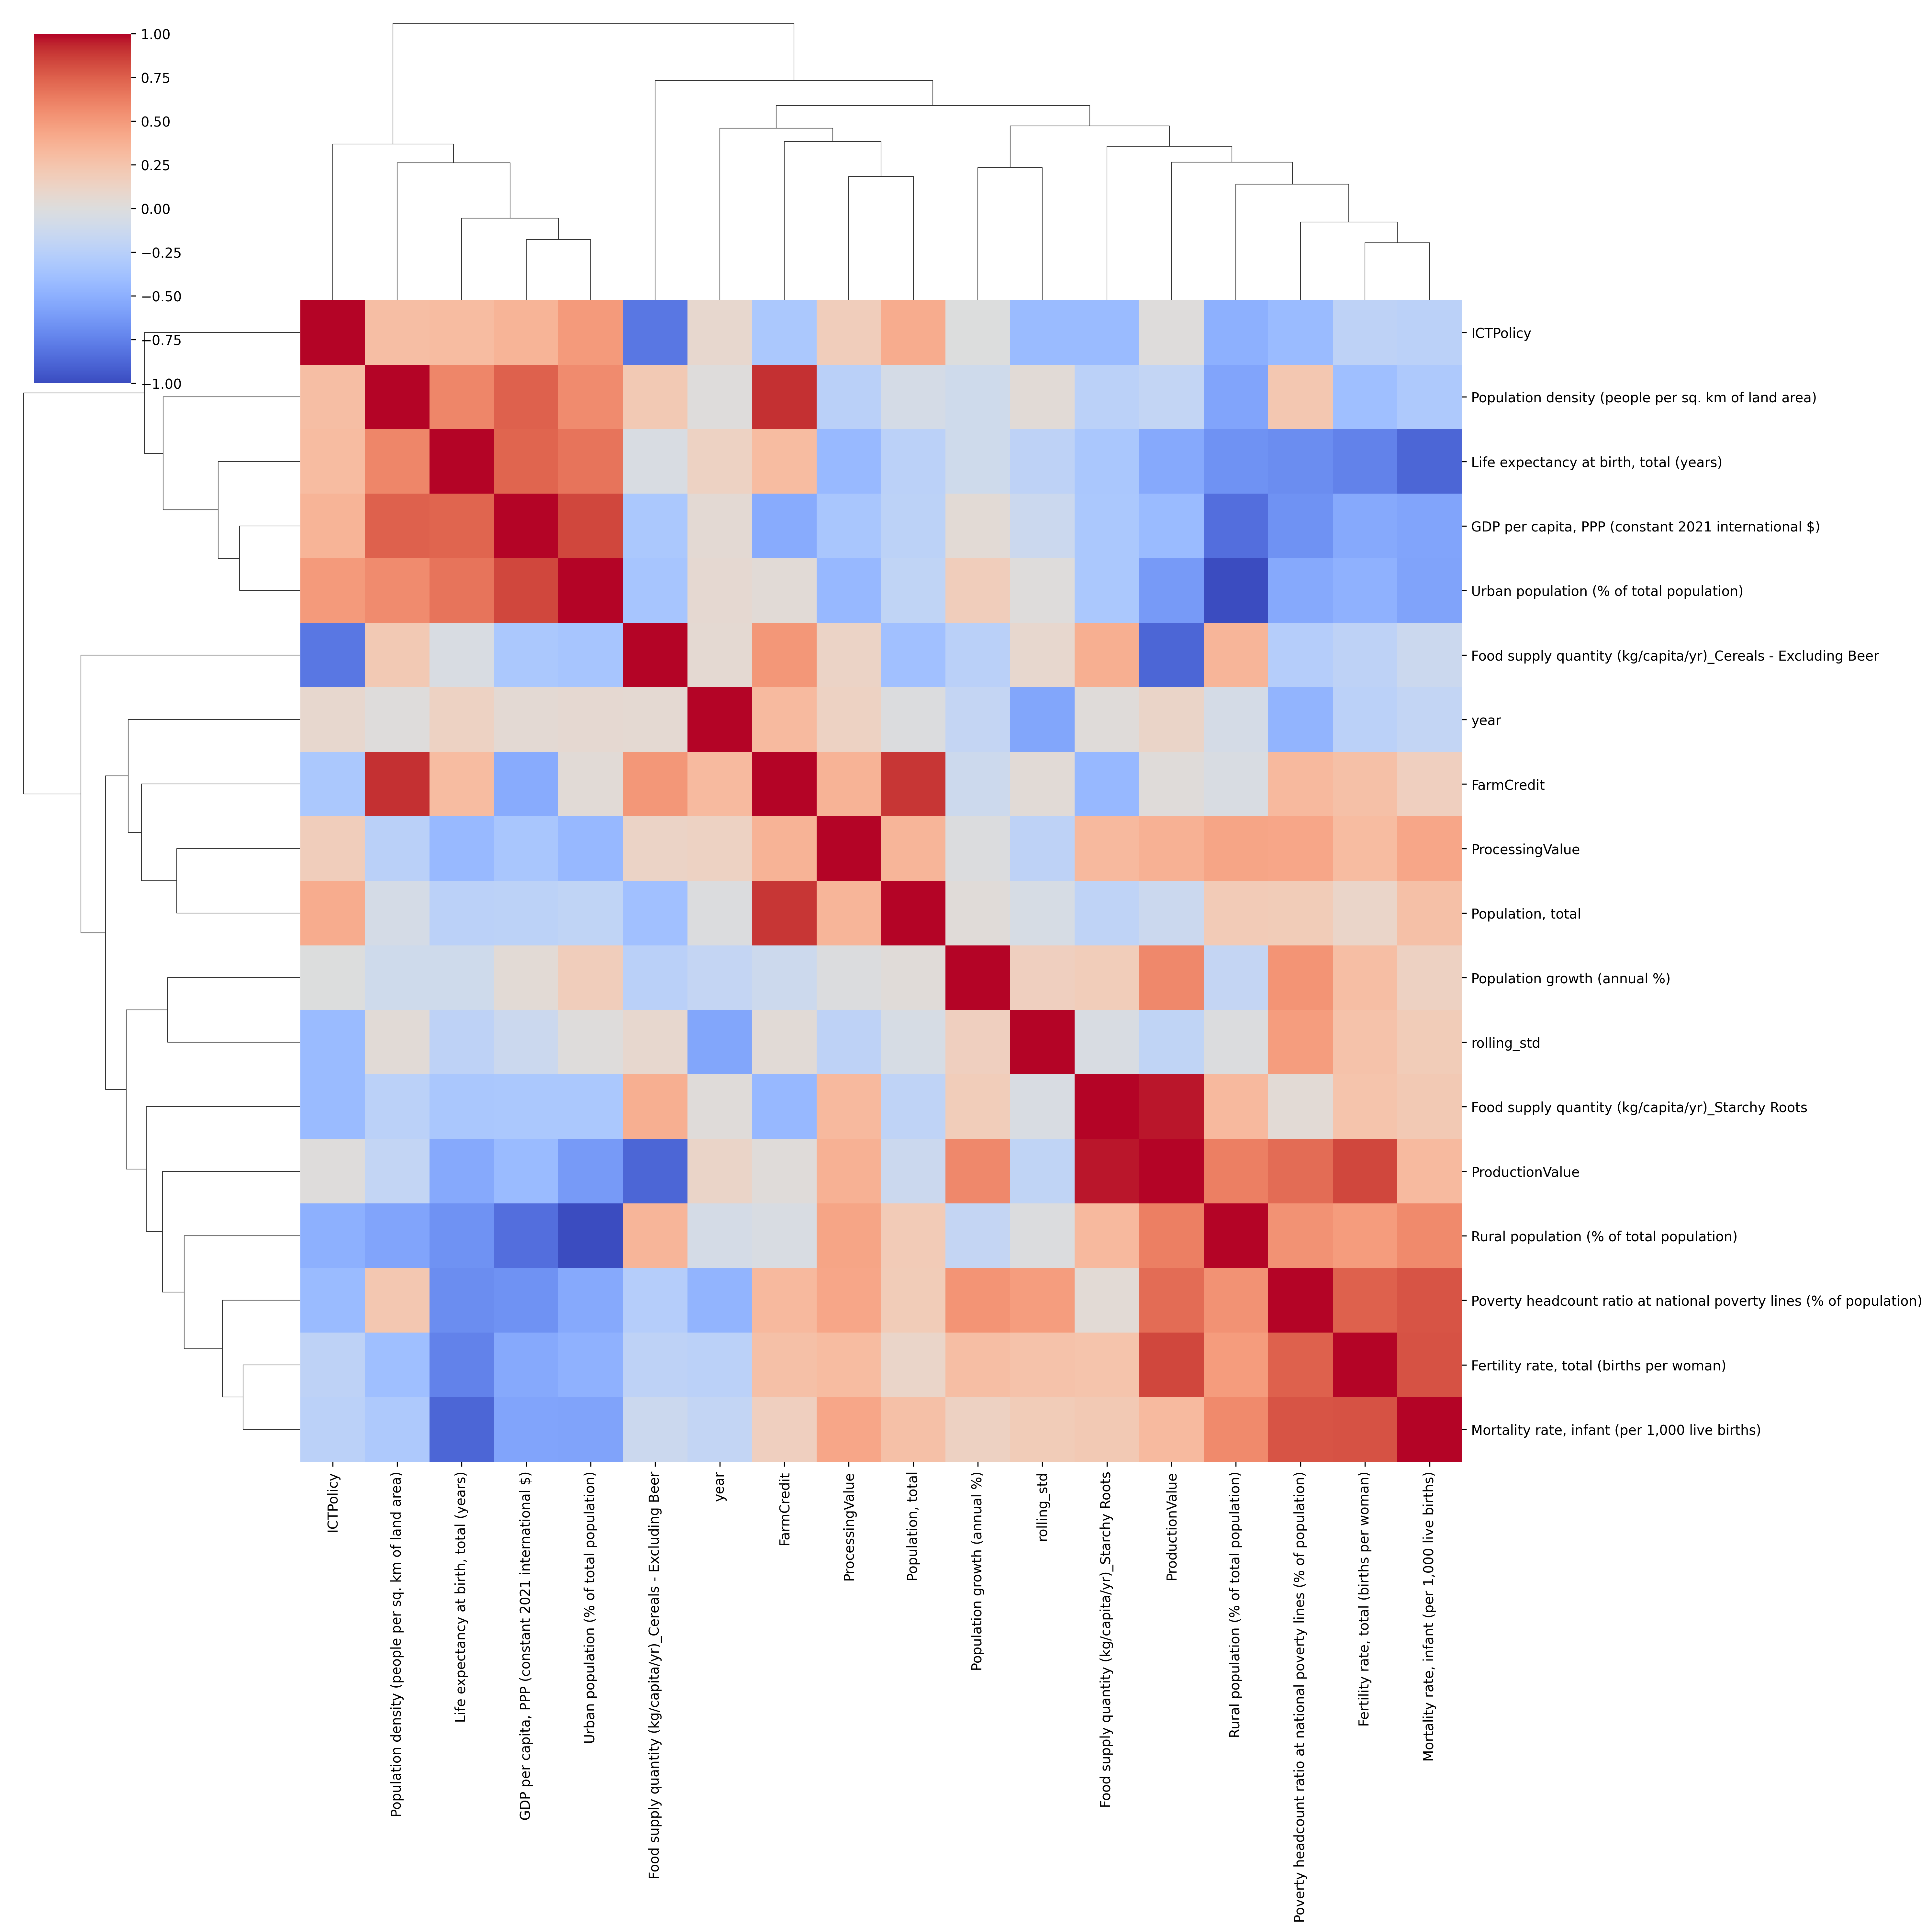 1.00
0.75
0.50
0.25
0.00
−0.25
−0.50
−0.75
−1.00
ICTPolicy
Population density (people per sq. km of land area)
Life expectancy at birth, total (years)
GDP per capita, PPP (constant 2021 international $)
Urban population (% of total population)
Food supply quantity (kg/capita/yr)_Cereals - Excluding Beer
year
FarmCredit
ProcessingValue
Population, total
Population growth (annual %)
rolling_std
Food supply quantity (kg/capita/yr)_Starchy Roots
ProductionValue
Rural population (% of total population)
Poverty headcount ratio at national poverty lines (% of population)
Fertility rate, total (births per woman)
Mortality rate, infant (per 1,000 live births)
ICTPolicy
Population density (people per sq. km of land area)
Life expectancy at birth, total (years)
GDP per capita, PPP (constant 2021 international $)
Urban population (% of total population)
Food supply quantity (kg/capita/yr)_Cereals - Excluding Beer
year
FarmCredit
ProcessingValue
Population, total
Population growth (annual %)
rolling_std
Food supply quantity (kg/capita/yr)_Starchy Roots
ProductionValue
Rural population (% of total population)
Poverty headcount ratio at national poverty lines (% of population)
Fertility rate, total (births per woman)
Mortality rate, infant (per 1,000 live births)